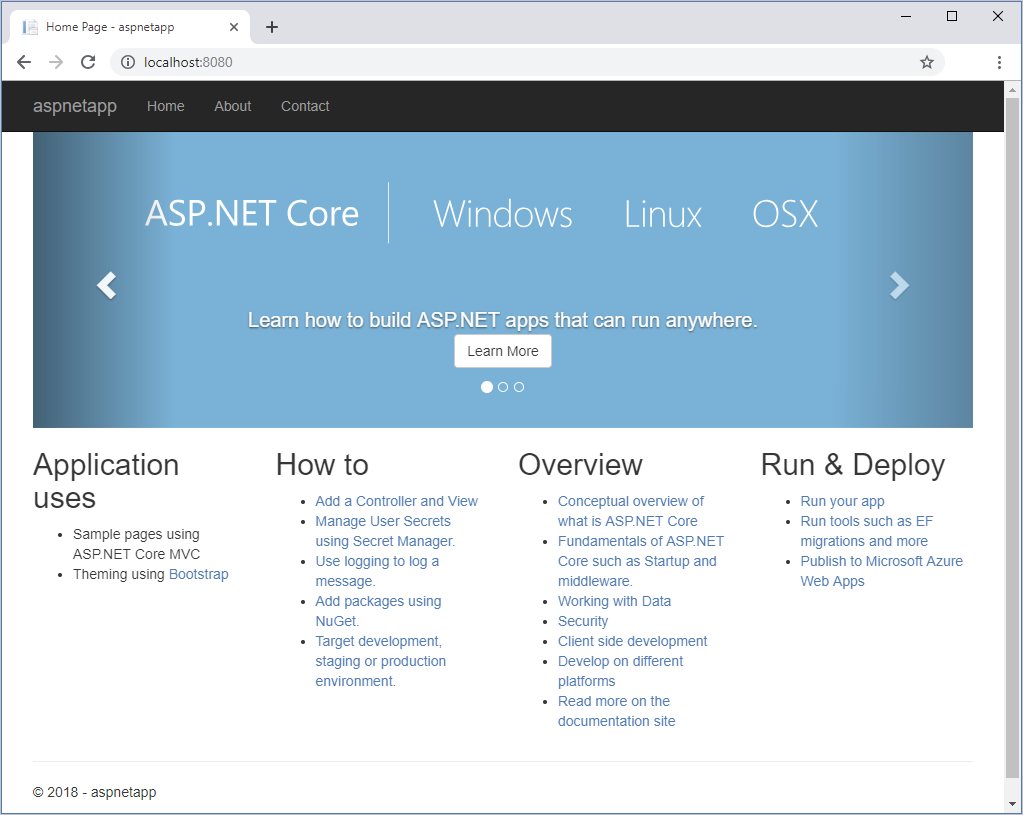 Home Page - aspnetapp
localhost:8080
aspnetapp Home About Contact
ASP.NET Core Windows Linux OSX
Learn how to build ASP.NET apps that can run anywhere.
Learn More
Application
uses
Sample pages using
ASP.NET Core MVC
Theming using Bootstrap
How to
Add a Controller and View
Manage User Secrets
using Secret Manager.
Use logging to log a
message.
Add packages using
NuGet.
Target development,
staging or production
environment.
Overview
Conceptual overview of
what is ASP.NET Core
Fundamentals of ASP.NET
Core such as Startup and
middleware.
Working with Data
Security
Client side development
Develop on different
platforms
Read more on the
documentation site
Run & Deploy
Run your app
Run tools such as EF
migrations and more
Publish to Microsoft Azure
Web Apps
© 2018 - aspnetapp